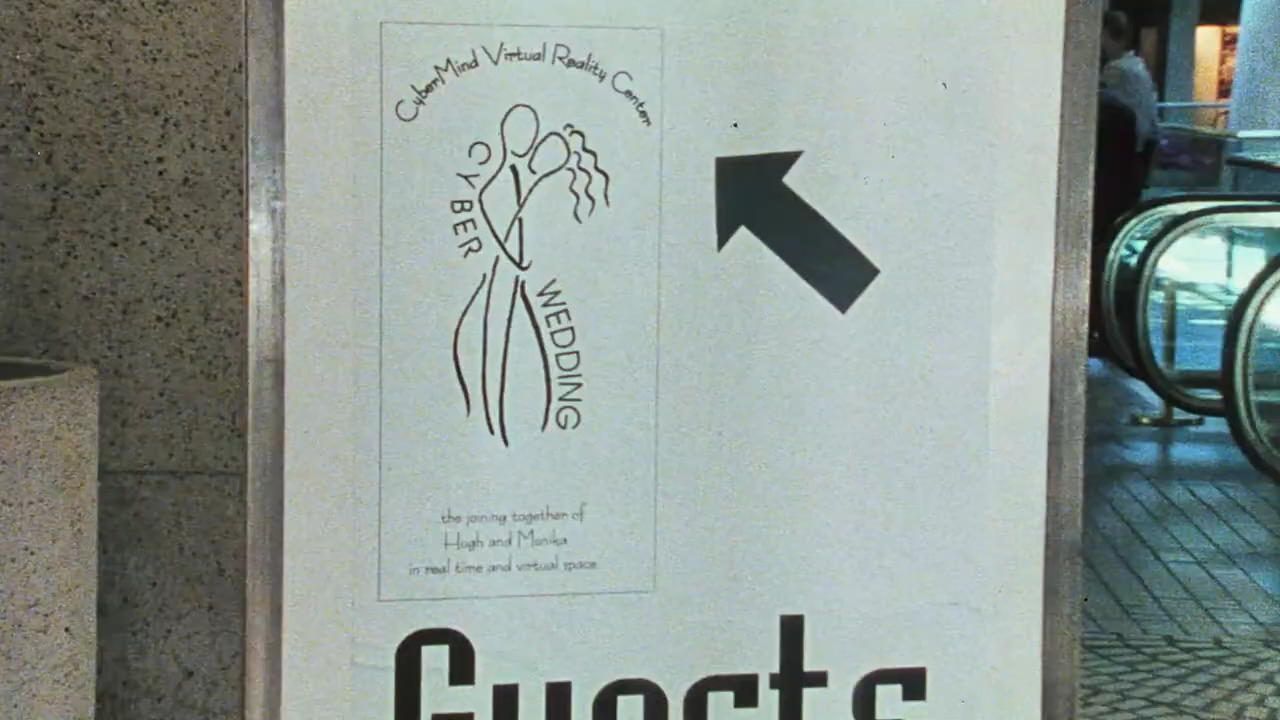 CyberMind Virtual Reality Center
CYBER
WEDDING
the joining together of
Hugh and Monika
in real time and virtual space
Guests